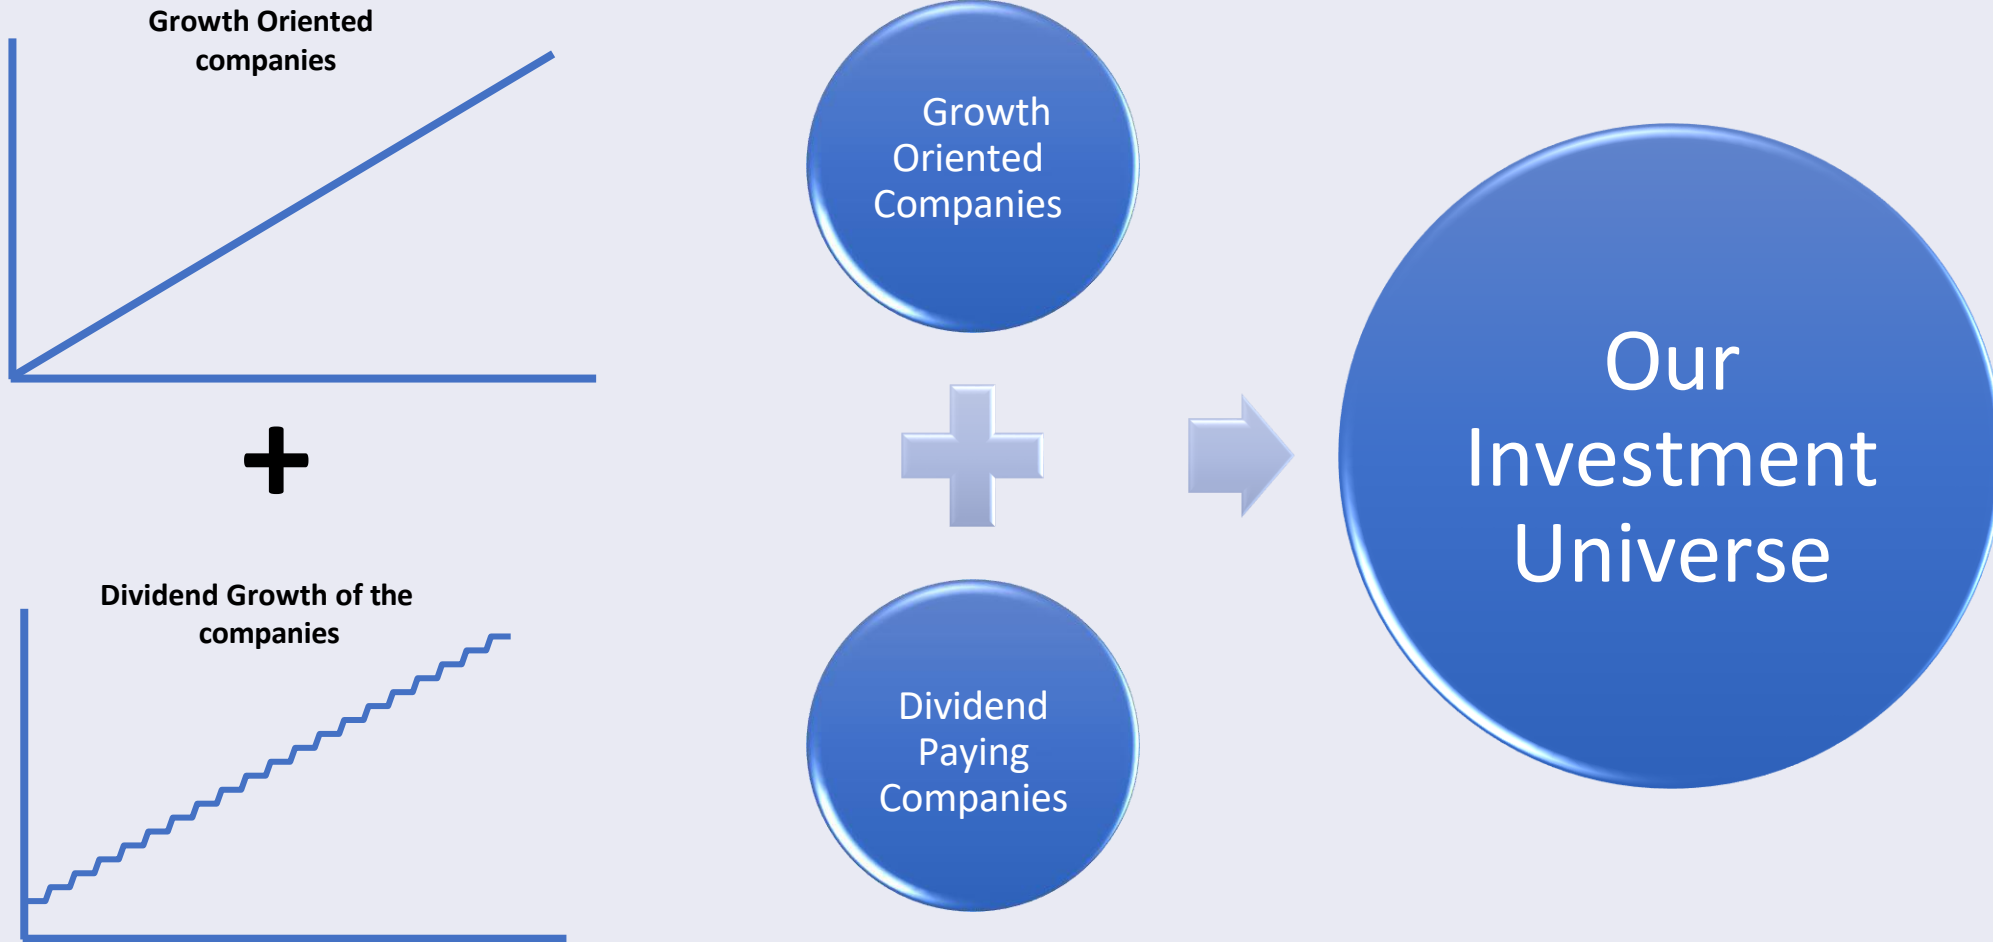 Growth Oriented
companies
+
Dividend Growth of the
companies
Growth
Oriented
Companies
Dividend
Paying
Companies
Our
Investment
Universe